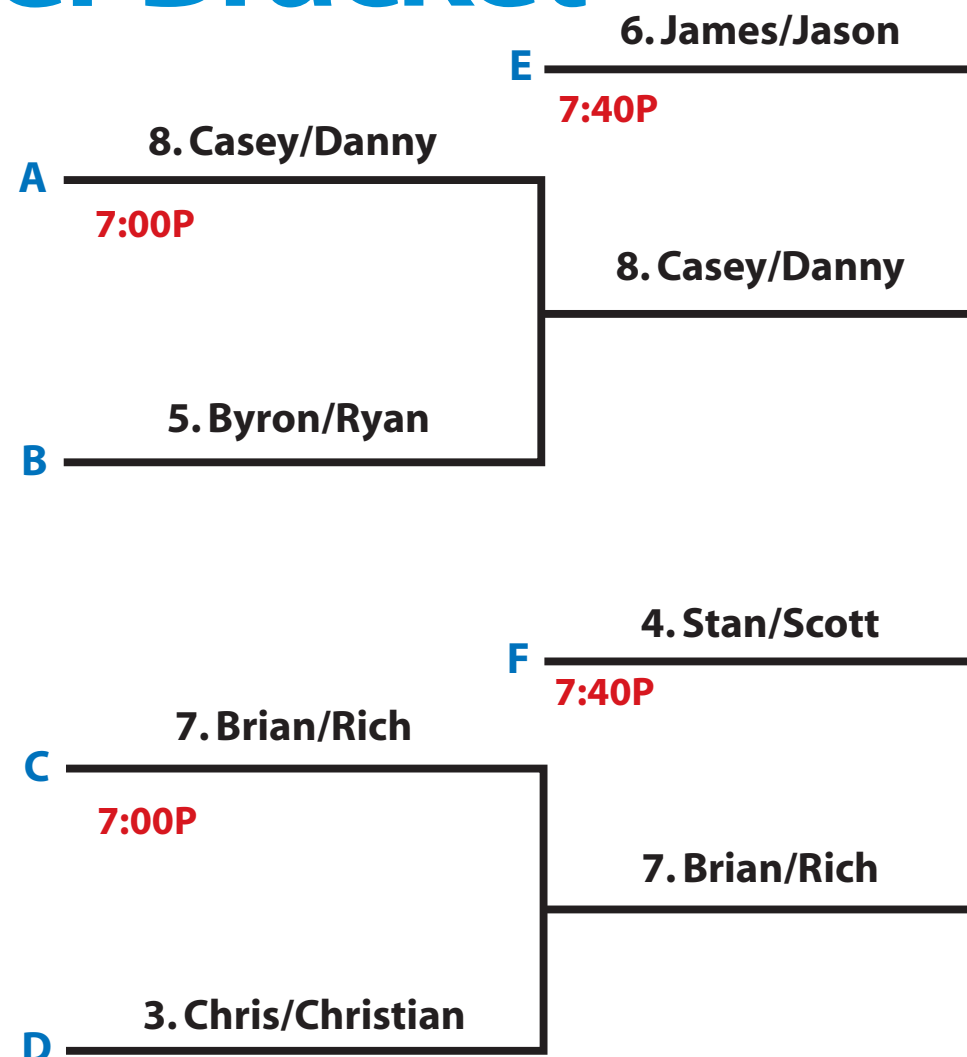 Bracket
6. James/Jason
E
7:40P
8. Casey/Danny
A
7:00P
8. Casey/Danny
5. Byron/Ryan
B
4. Stan/Scott
F
7:40P
7. Brian/Rich
C
7:00P
7. Brian/Rich
3. Chris/Christian
D